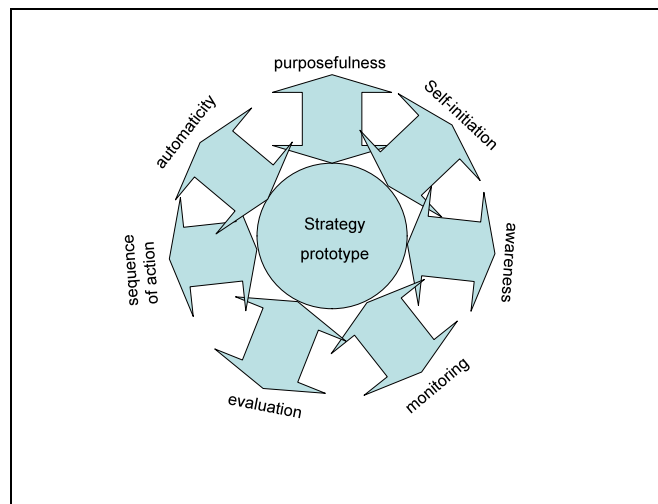 purposefulness
Self-initiation
awareness
monitoring
evaluation
sequence
of action
automaticity
Strategy
prototype